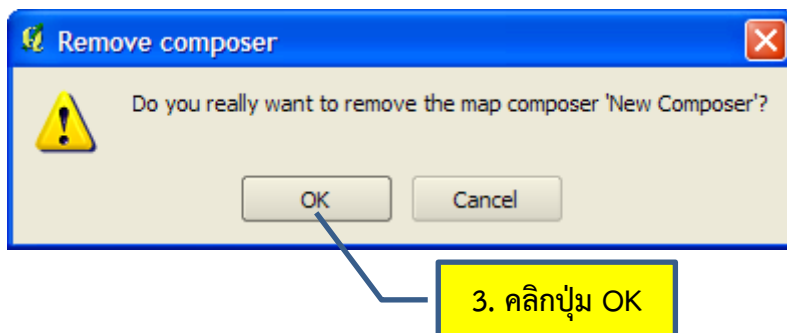 Remove composer
Do you really want to remove the map composer 'New Composer'?
OK Cancel
3. คลิกปุ่ม OK